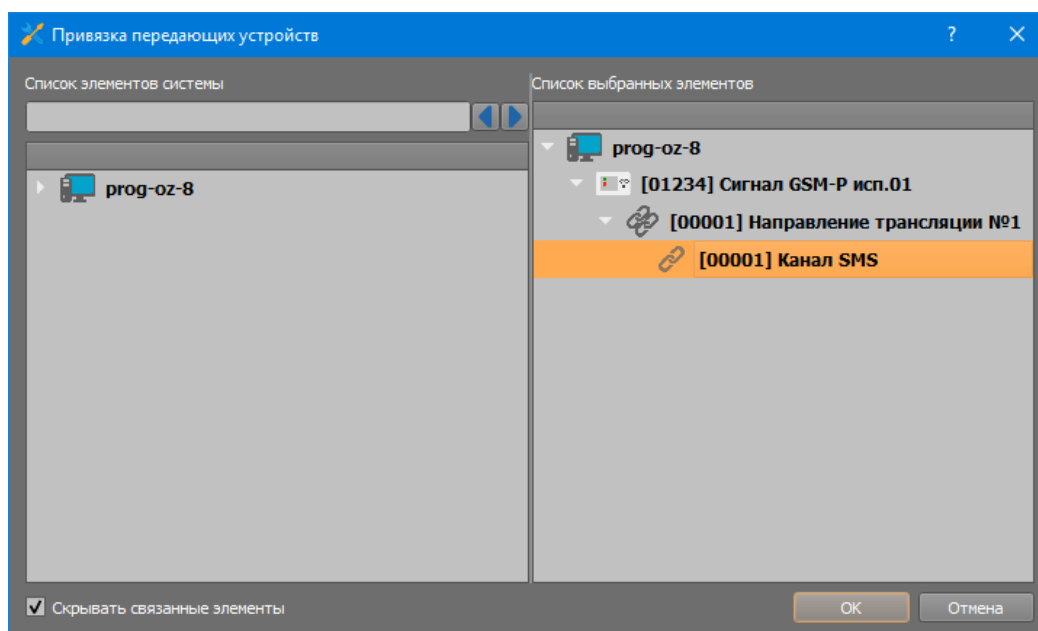 Привязка передающих устройств
Список элементов системы
Список выбранных элементов
prog-oz-8
prog-oz-8
[01234] Сигнал GSM-P исп.01
[00001] Направление трансляции №1
[00001] Канал SMS
Скрывать связанные элементы
OK
Отмена